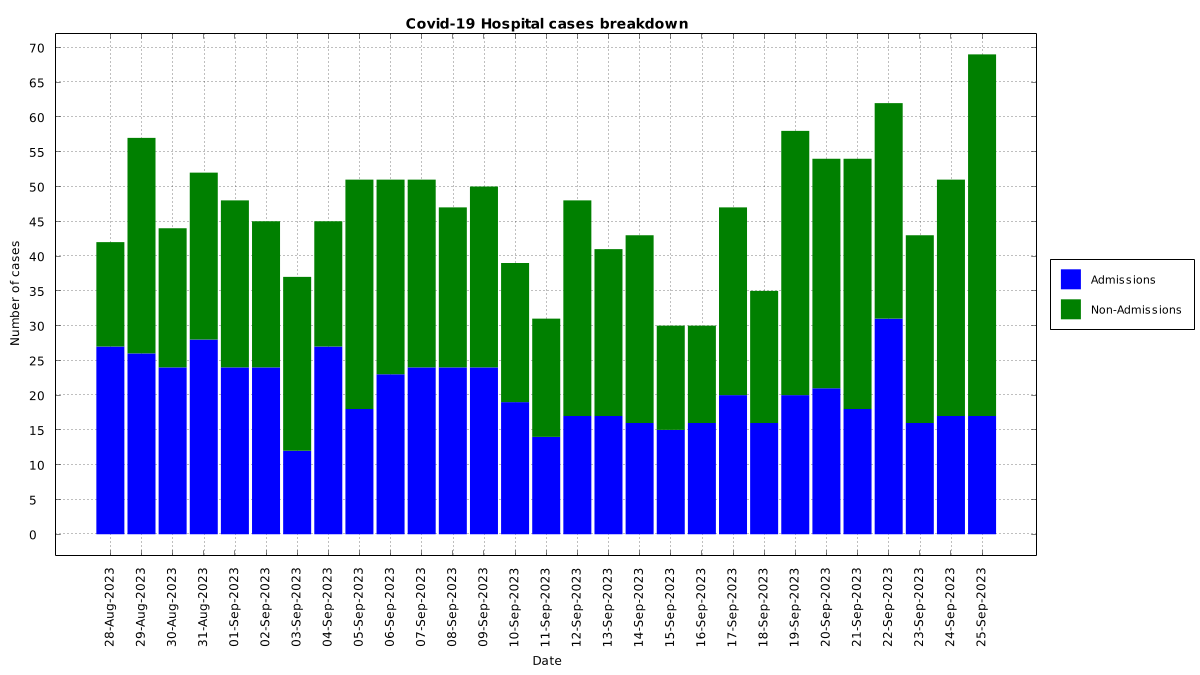 Covid-19 Hospital cases breakdown
70
65
60
55
50
45
40
35
30
25
20
15
10
5
0
Number of cases
28-Aug-2023
29-Aug-2023
30-Aug-2023
31-Aug-2023
01-Sep-2023
02-Sep-2023
03-Sep-2023
04-Sep-2023
05-Sep-2023
06-Sep-2023
07-Sep-2023
08-Sep-2023
09-Sep-2023
10-Sep-2023
11-Sep-2023
12-Sep-2023
13-Sep-2023
14-Sep-2023
15-Sep-2023
16-Sep-2023
17-Sep-2023
18-Sep-2023
19-Sep-2023
20-Sep-2023
21-Sep-2023
22-Sep-2023
23-Sep-2023
24-Sep-2023
25-Sep-2023
Date
Admissions
Non-Admissions